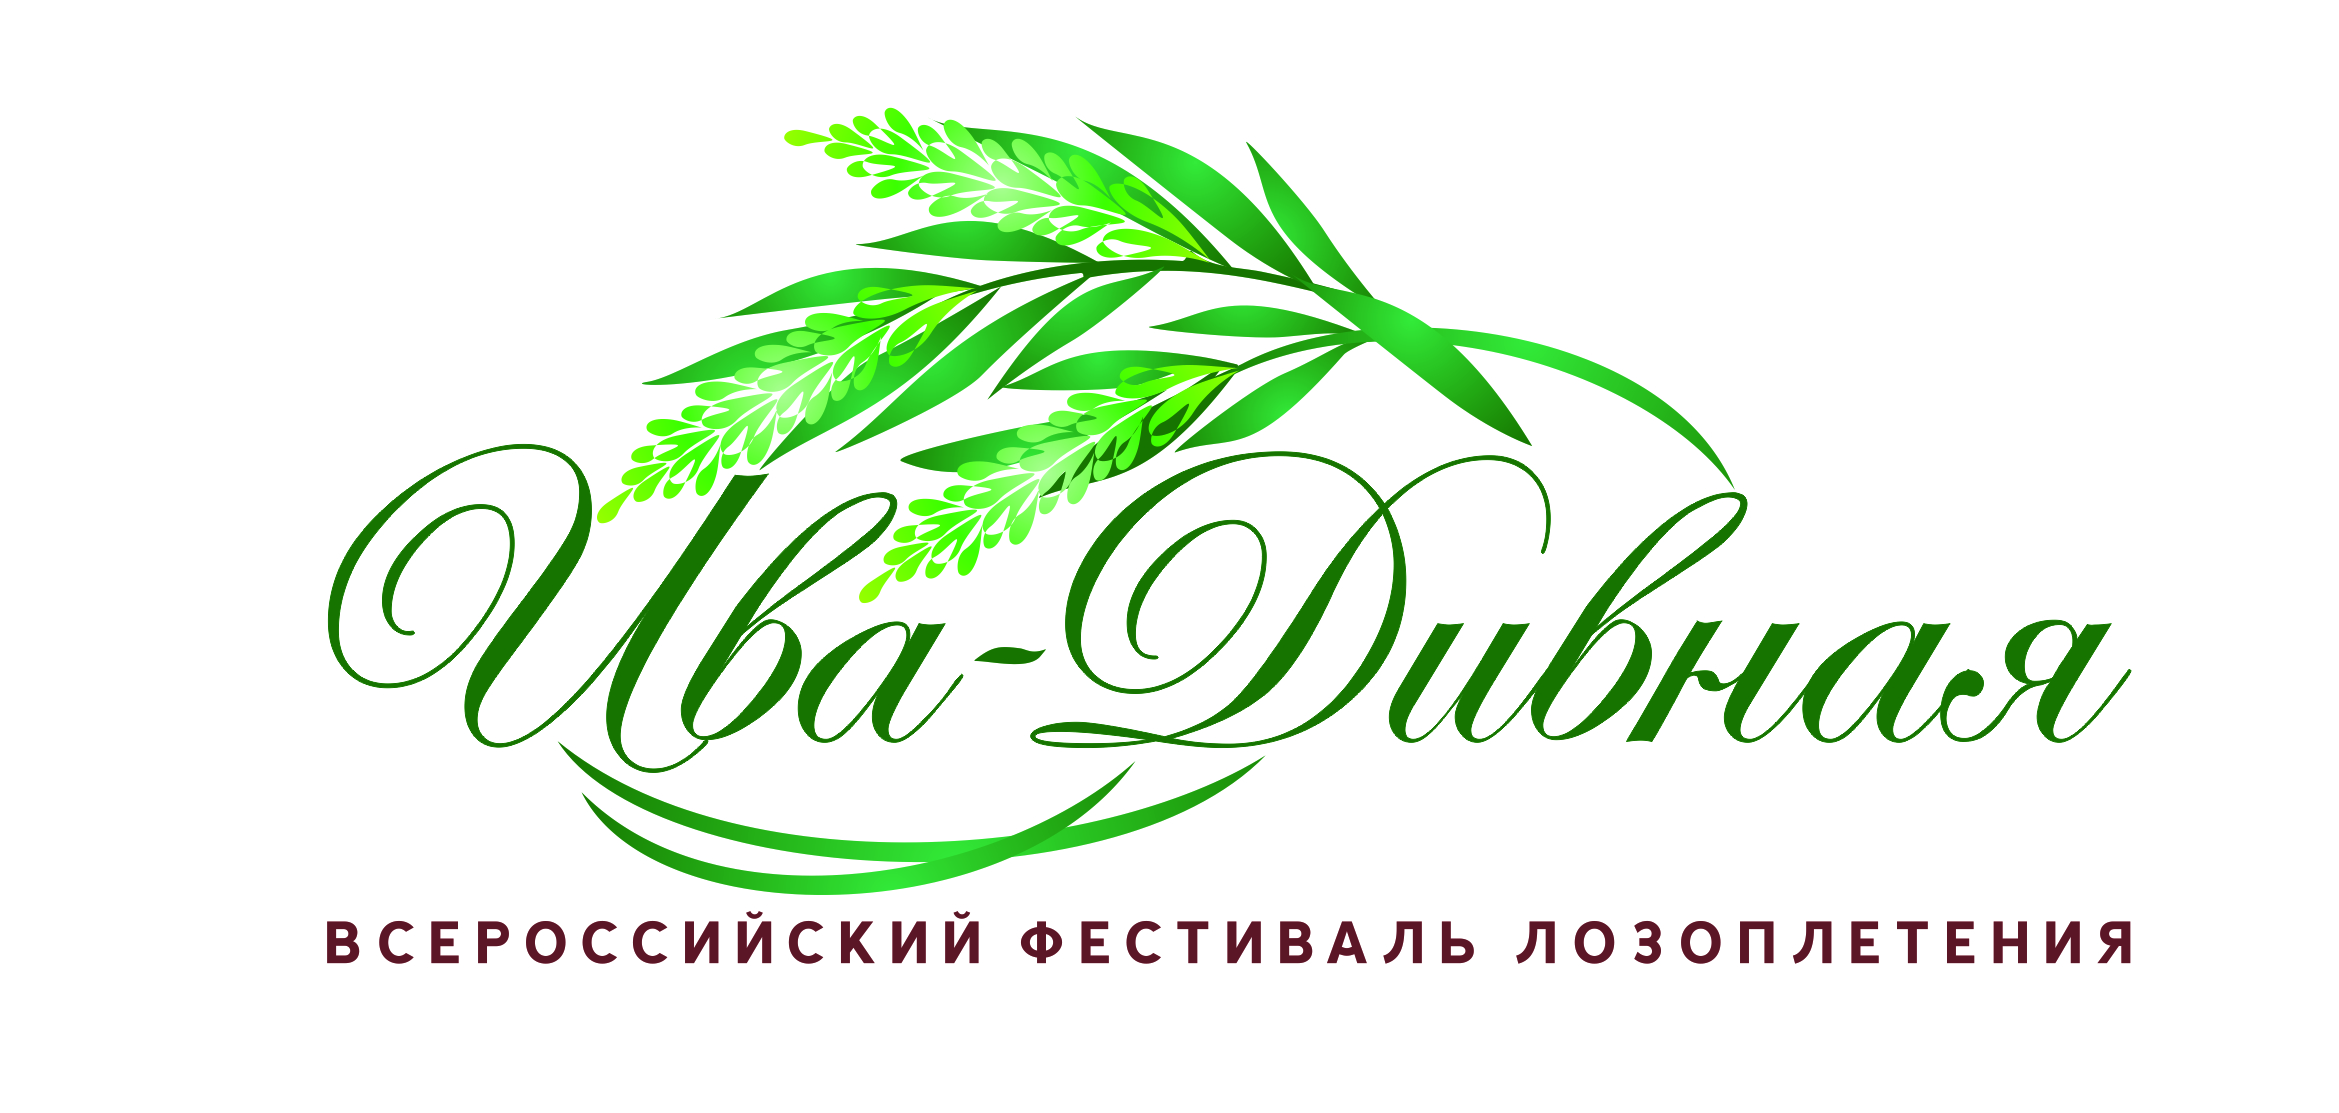 Ива-Дивная
ВСЕРОССИЙСКИЙ ФЕСТИВАЛЬ ЛОЗОПЛЕТЕНИЯ